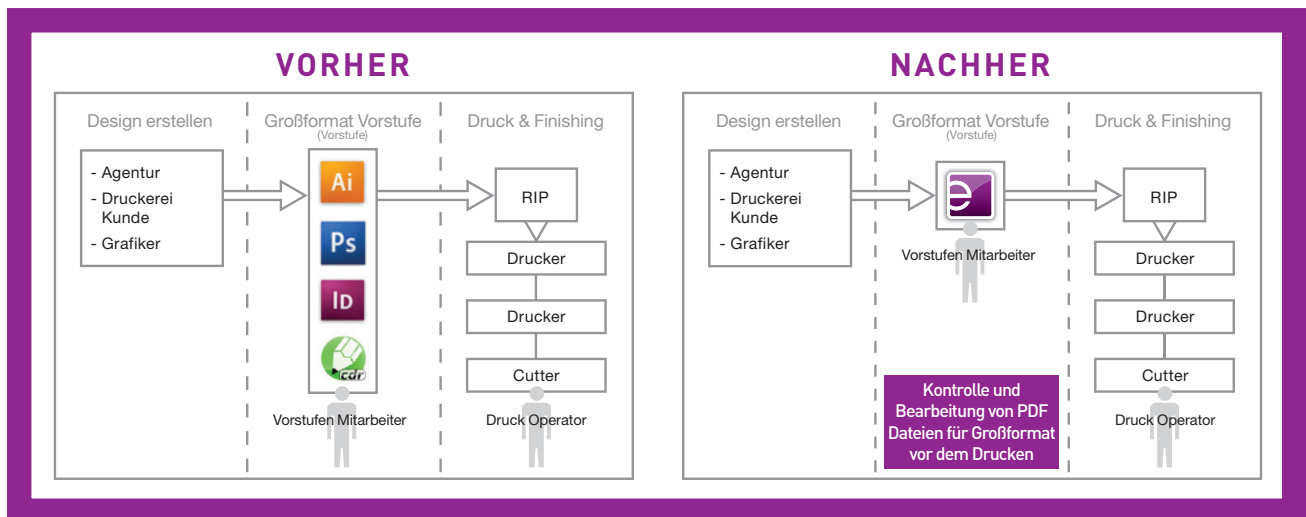 VORHER
Design erstellen
Großformat Vorstufe
(Vorstufe)
Druck & Finishing
- Agentur
- Druckerei
Kunde
- Grafiker
Ai
Ps
ID
cdr
Vorstufen Mitarbeiter
RIP
Drucker
Drucker
Cutter
Druck Operator
NACHHER
Design erstellen
Großformat Vorstufe
(Vorstufe)
Druck & Finishing
- Agentur
- Druckerei
Kunde
- Grafiker
e
Vorstufen Mitarbeiter
Kontrolle und
Bearbeitung von PDF
Dateien für Großformat
vor dem Drucken
RIP
Drucker
Drucker
Cutter
Druck Operator